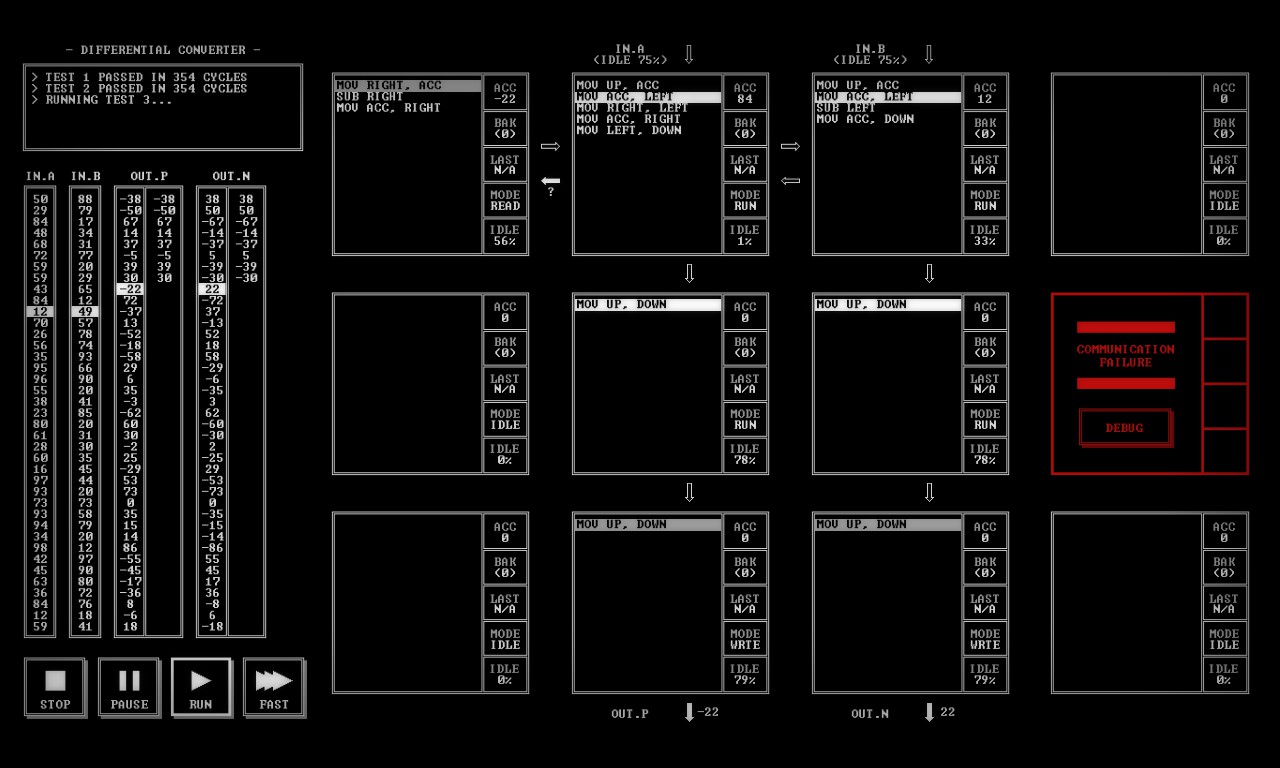 - DIFFERENTIAL CONVERTER -
> TEST 1 PASSED IN 354 CYCLES
> TEST 2 PASSED IN 354 CYCLES
> RUNNING TEST 3...
IN.A IN.B OUT.P OUT.N
50 88 -38 -38 38 38
29 79 -50 -50 50 50
84 17 67 67 -67 -67
48 34 14 14 -14 -14
68 31 37 37 -37 -37
72 77 -5 -5 5 5
59 20 39 39 -39 -39
59 29 30 30 -30 -30
43 65 -22 22
84 12 72 -72
12 49 -37 37
70 57 13 -13
26 78 -52 52
56 74 -18 18
35 93 -58 58
95 66 29 -29
96 90 6 -6
55 20 35 -35
38 41 -3 3
23 85 -62 62
80 20 60 -60
61 31 30 -30
28 30 -2 2
60 35 25 -25
16 45 -29 29
97 44 53 -53
93 20 73 -73
73 73 0 0
93 58 35 -35
94 79 15 -15
34 20 14 -14
98 12 86 -86
42 97 -55 55
45 90 -45 45
63 80 -17 17
36 72 -36 36
84 76 8 -8
12 18 -6 6
59 41 18 -18
STOP
PAUSE
RUN
FAST
IN.A
(IDLE 75%)
IN.B
(IDLE 75%)
MOV RIGHT, ACC
SUB RIGHT
MOV ACC, RIGHT
ACC
-22
BAK
(0)
LAST
N/A
MODE
READ
IDLE
56%
?
MOV UP, ACC
MOV ACC, LEFT
MOV RIGHT, LEFT
MOV ACC, RIGHT
MOV LEFT, DOWN
ACC
84
BAK
(0)
LAST
N/A
MODE
RUN
IDLE
1%
MOV UP, ACC
MOV ACC, LEFT
SUB LEFT
MOV ACC, DOWN
ACC
12
BAK
(0)
LAST
N/A
MODE
RUN
IDLE
33%
ACC
0
BAK
(0)
LAST
N/A
MODE
IDLE
IDLE
0%
ACC
0
BAK
(0)
LAST
N/A
MODE
IDLE
IDLE
0%
MOV UP, DOWN
ACC
0
BAK
(0)
LAST
N/A
MODE
RUN
IDLE
78%
MOV UP, DOWN
ACC
0
BAK
(0)
LAST
N/A
MODE
RUN
IDLE
78%
COMMUNICATION
FAILURE
DEBUG
ACC
0
BAK
(0)
LAST
N/A
MODE
IDLE
IDLE
0%
MOV UP, DOWN
ACC
0
BAK
(0)
LAST
N/A
MODE
WRTE
IDLE
79%
MOV UP, DOWN
ACC
0
BAK
(0)
LAST
N/A
MODE
WRTE
IDLE
79%
ACC
0
BAK
(0)
LAST
N/A
MODE
IDLE
IDLE
0%
OUT.P -22
OUT.N 22